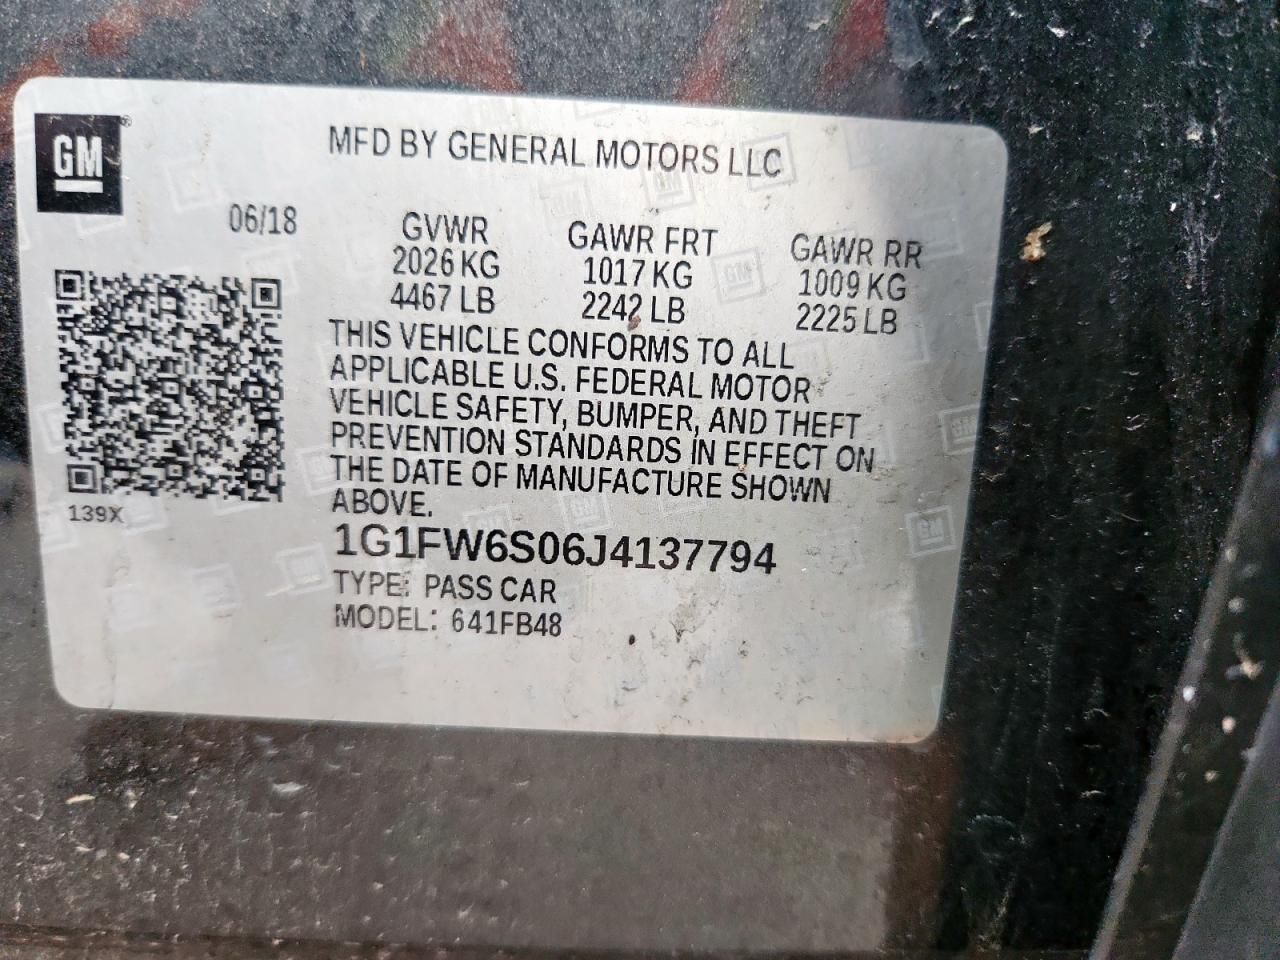 GM
MFD BY GENERAL MOTORS LLC
06/18
GVWR GAWR FRT GAWR RR
2026 KG 1017 KG 1009 KG
4467 LB 2242 LB 2225 LB
THIS VEHICLE CONFORMS TO ALL
APPLICABLE U.S. FEDERAL MOTOR
VEHICLE SAFETY, BUMPER, AND THEFT
PREVENTION STANDARDS IN EFFECT ON
THE DATE OF MANUFACTURE SHOWN
ABOVE.
139X
1G1FW6S06J4137794
TYPE: PASS CAR
MODEL: 641FB48